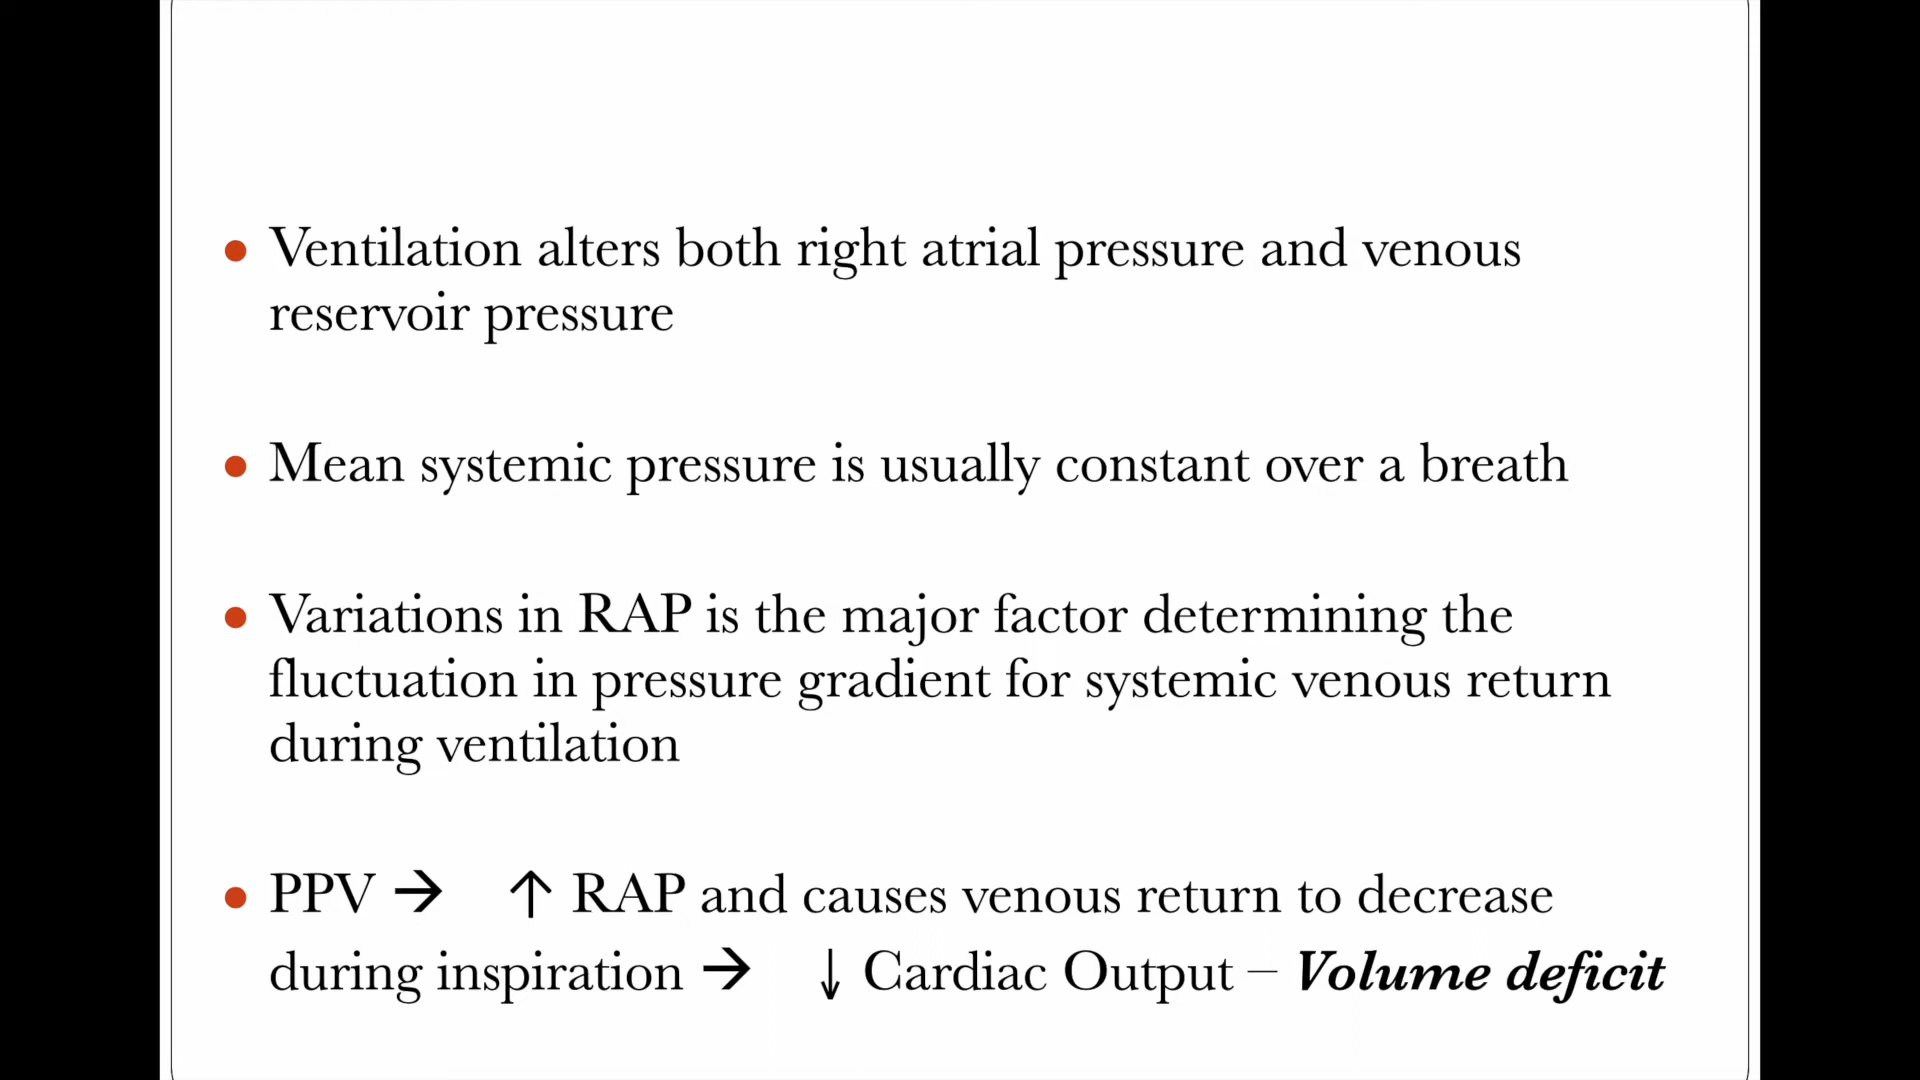 • Ventilation alters both right atrial pressure and venous
reservoir pressure
• Mean systemic pressure is usually constant over a breath
• Variations in RAP is the major factor determining the
fluctuation in pressure gradient for systemic venous return
during ventilation
• PPV → ↑ RAP and causes venous return to decrease
during inspiration → ↓ Cardiac Output – Volume deficit